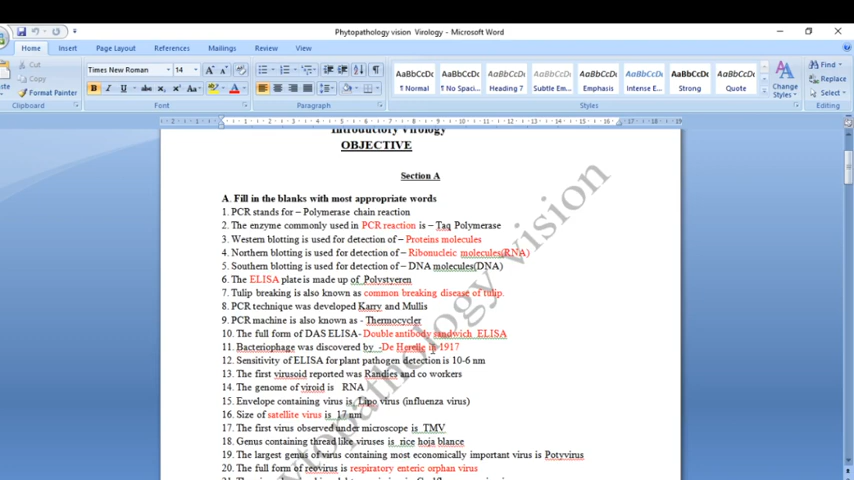 Phytopathology vision Virology - Microsoft Word
Home Insert Page Layout References Mailings Review View
Cut
Copy
Format Painter
Clipboard
Times New Roman 14
Font
Paragraph
AaBbCcDc AaBbCcDc AaBbCcDc AaBbCcDc AaBbCcDc AaBbCcDc AaBbCcDc AaBbCcDc
¶ Normal ¶ No Spaci... Heading 7 Subtle Em... Emphasis Intense E... Strong Quote
Change Styles
Styles
Find
Replace
Select
Editing
Introductory Virology
OBJECTIVE
Section A
A. Fill in the blanks with most appropriate words
1. PCR stands for – Polymerase chain reaction
2. The enzyme commonly used in PCR reaction is – Taq Polymerase
3. Western blotting is used for detection of – Proteins molecules
4. Northern blotting is used for detection of – Ribonucleic molecules(RNA)
5. Southern blotting is used for detection of – DNA molecules(DNA)
6. The ELISA plate is made up of Polystyeren
7. Tulip breaking is also known as common breaking disease of tulip.
8. PCR technique was developed Karry and Mullis
9. PCR machine is also known as - Thermocycler
10. The full form of DAS ELISA- Double antibody sandwich ELISA
11. Bacteriophage was discovered by -De Herelle in 1917
12. Sensitivity of ELISA for plant pathogen detection is 10-6 nm
13. The first virusoid reported was Randies and co workers
14. The genome of viroid is RNA
15. Envelope containing virus is Lipo virus (influenza virus)
16. Size of satellite virus is 17 nm
17. The first virus observed under microscope is TMV
18. Genus containing thread like viruses is rice hoja blance
19. The largest genus of virus containing most economically important virus is Potyvirus
20. The full form of reovirus is respiratory enteric orphan virus
phytopathology vision